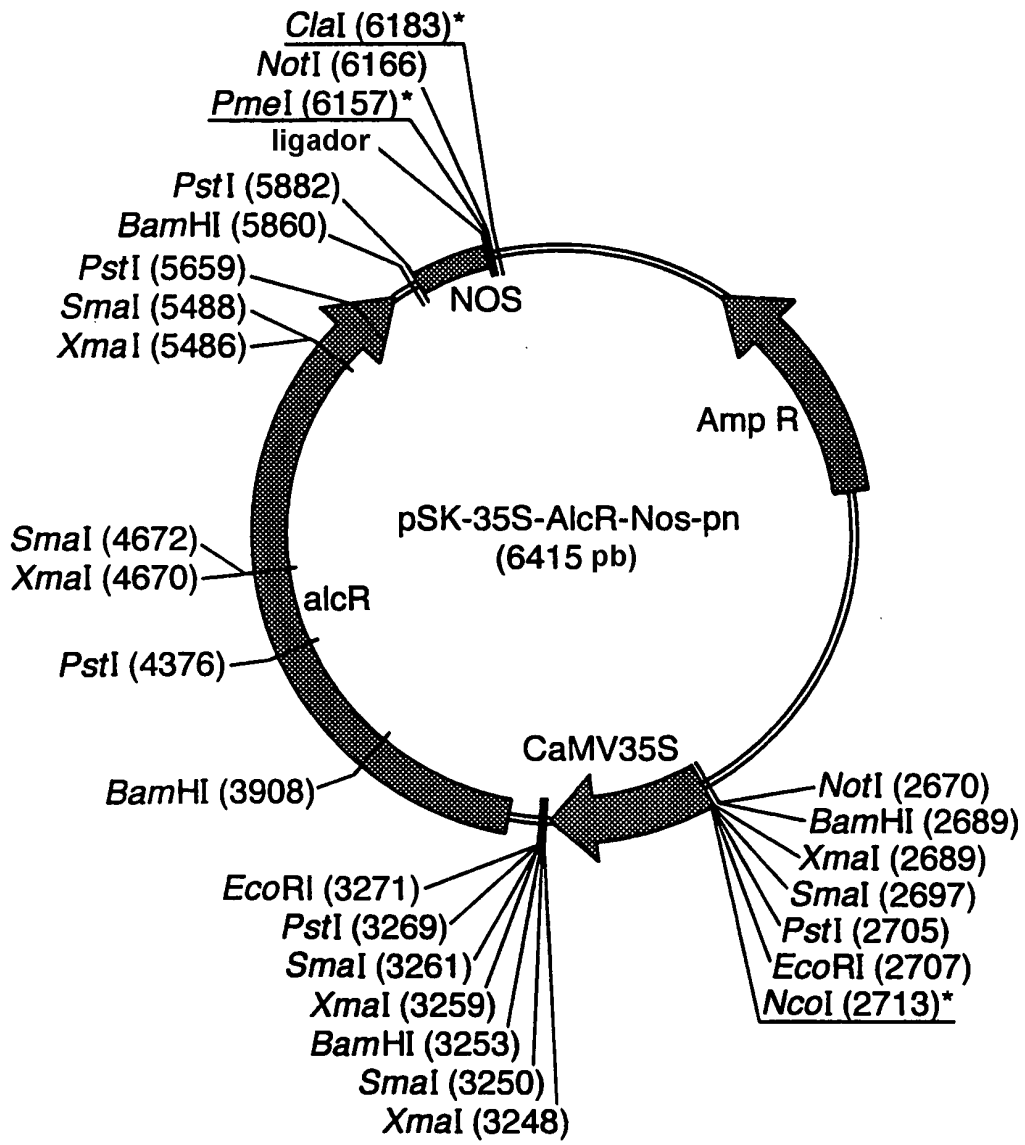 ClaI (6183)*
NotI (6166)
PmeI (6157)*
ligador
PstI (5882)
BamHI (5860)
PstI (5659)
SmaI (5488)
XmaI (5486)
NOS
Amp R
pSK-35S-AlcR-Nos-pn
(6415 pb)
SmaI (4672)
XmaI (4670)
alcR
PstI (4376)
BamHI (3908)
CaMV35S
NotI (2670)
BamHI (2689)
XmaI (2689)
SmaI (2697)
PstI (2705)
EcoRI (2707)
NcoI (2713)*
EcoRI (3271)
PstI (3269)
SmaI (3261)
XmaI (3259)
BamHI (3253)
SmaI (3250)
XmaI (3248)